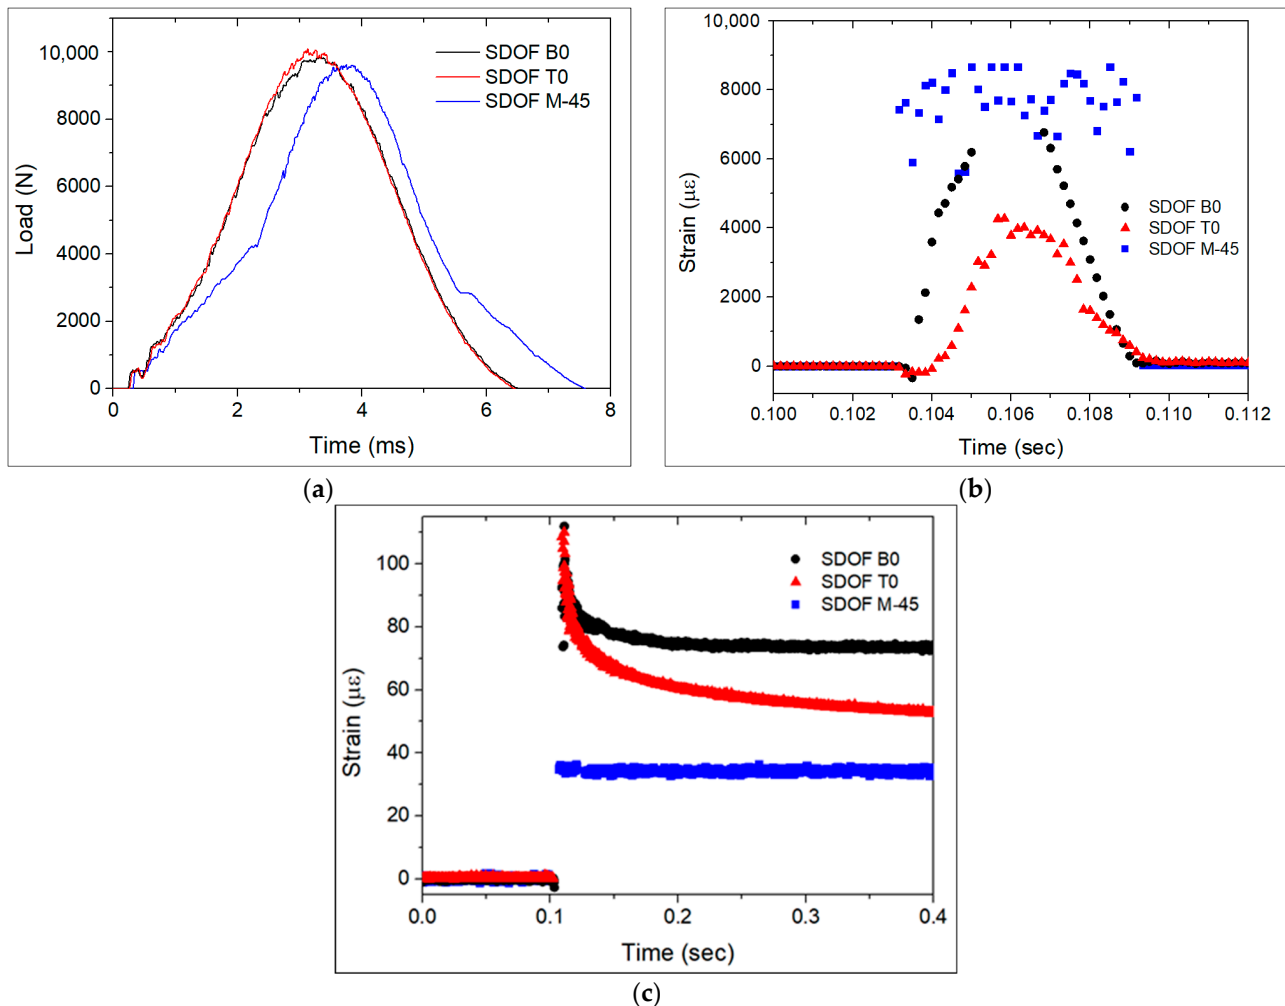 10,000
8000
6000
4000
2000
0
Load (N)
SDOF B0
SDOF T0
SDOF M-45
0 2 4 6 8
Time (ms)
(a)
10,000
8000
6000
4000
2000
0
Strain (με)
SDOF B0
SDOF T0
SDOF M-45
0.100 0.102 0.104 0.106 0.108 0.110 0.112
Time (sec)
(b)
100
80
60
40
20
0
Strain (με)
SDOF B0
SDOF T0
SDOF M-45
0.0 0.1 0.2 0.3 0.4
Time (sec)
(c)